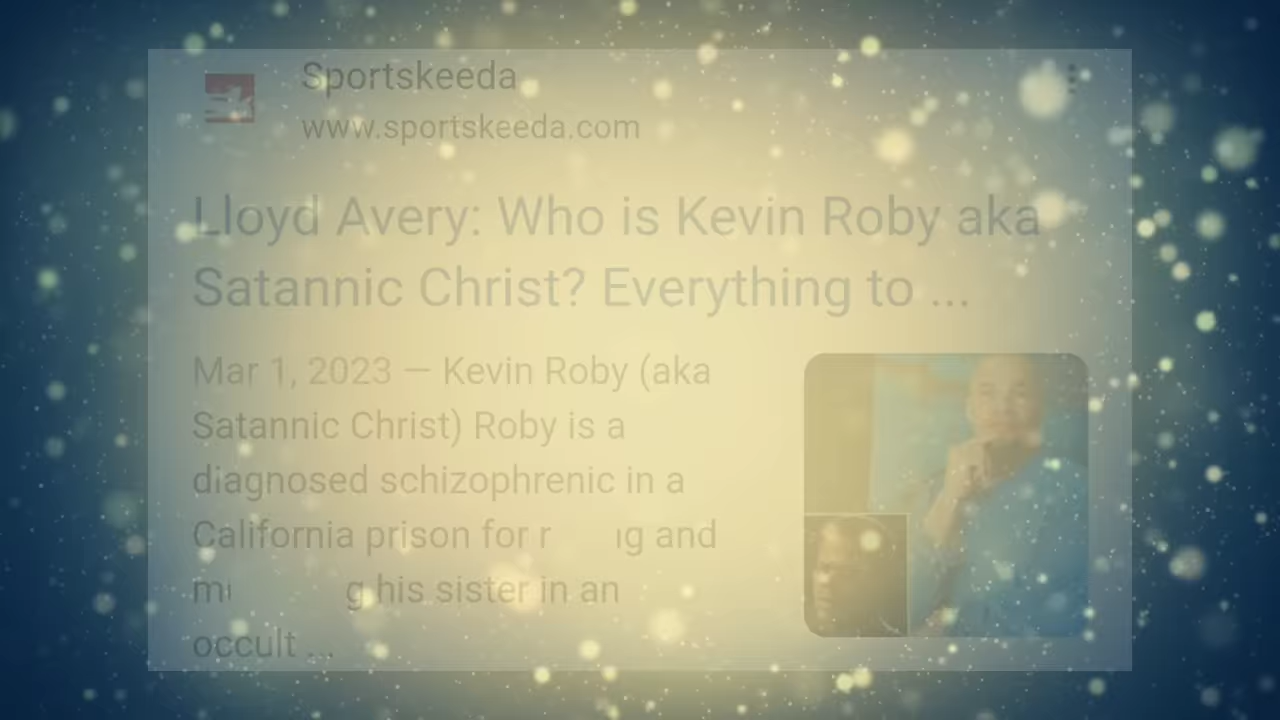 Sportskeeda
www.sportskeeda.com
Lloyd Avery: Who is Kevin Roby aka
Satannic Christ? Everything to ...
Mar 1, 2023 — Kevin Roby (aka
Satannic Christ) Roby is a
diagnosed schizophrenic in a
California prison for and
his sister in an
occult ...